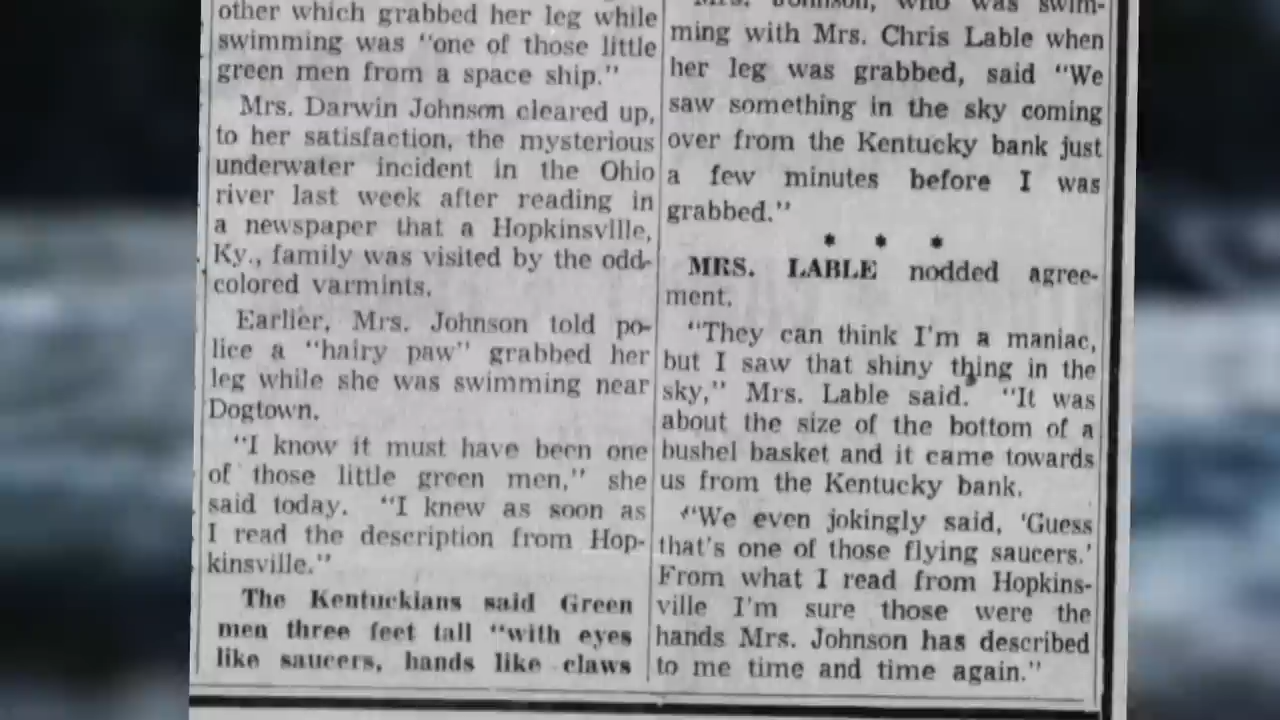 other which grabbed her leg while
swimming was "one of those little
green men from a space ship."
Mrs. Darwin Johnson cleared up,
to her satisfaction, the mysterious
underwater incident in the Ohio
river last week after reading in
a newspaper that a Hopkinsville,
Ky., family was visited by the odd-
colored varmints.
Earlier, Mrs. Johnson told po-
lice a "hairy paw" grabbed her
leg while she was swimming near
Dogtown.
"I know it must have been one
of those little green men," she
said today. "I knew as soon as
I read the description from Hop-
kinsville."
The Kentuckians said Green
men three feet tall "with eyes
like saucers, hands like claws
Mrs. Johnson, who was swim-
ming with Mrs. Chris Lable when
her leg was grabbed, said "We
saw something in the sky coming
over from the Kentucky bank just
a few minutes before I was
grabbed."
* * *
MRS. LABLE nodded agree-
ment.
"They can think I'm a maniac,
but I saw that shiny thing in the
sky," Mrs. Lable said. "It was
about the size of the bottom of a
bushel basket and it came towards
us from the Kentucky bank.
"We even jokingly said, 'Guess
that's one of those flying saucers.'
From what I read from Hopkins-
ville I'm sure those were the
hands Mrs. Johnson has described
to me time and time again."